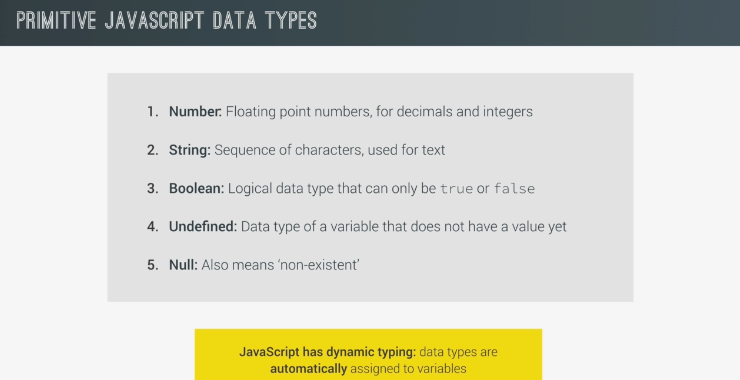 PRIMITIVE JAVASCRIPT DATA TYPES
1. Number: Floating point numbers, for decimals and integers
2. String: Sequence of characters, used for text
3. Boolean: Logical data type that can only be true or false
4. Undefined: Data type of a variable that does not have a value yet
5. Null: Also means ‘non-existent’
JavaScript has dynamic typing: data types are
automatically assigned to variables